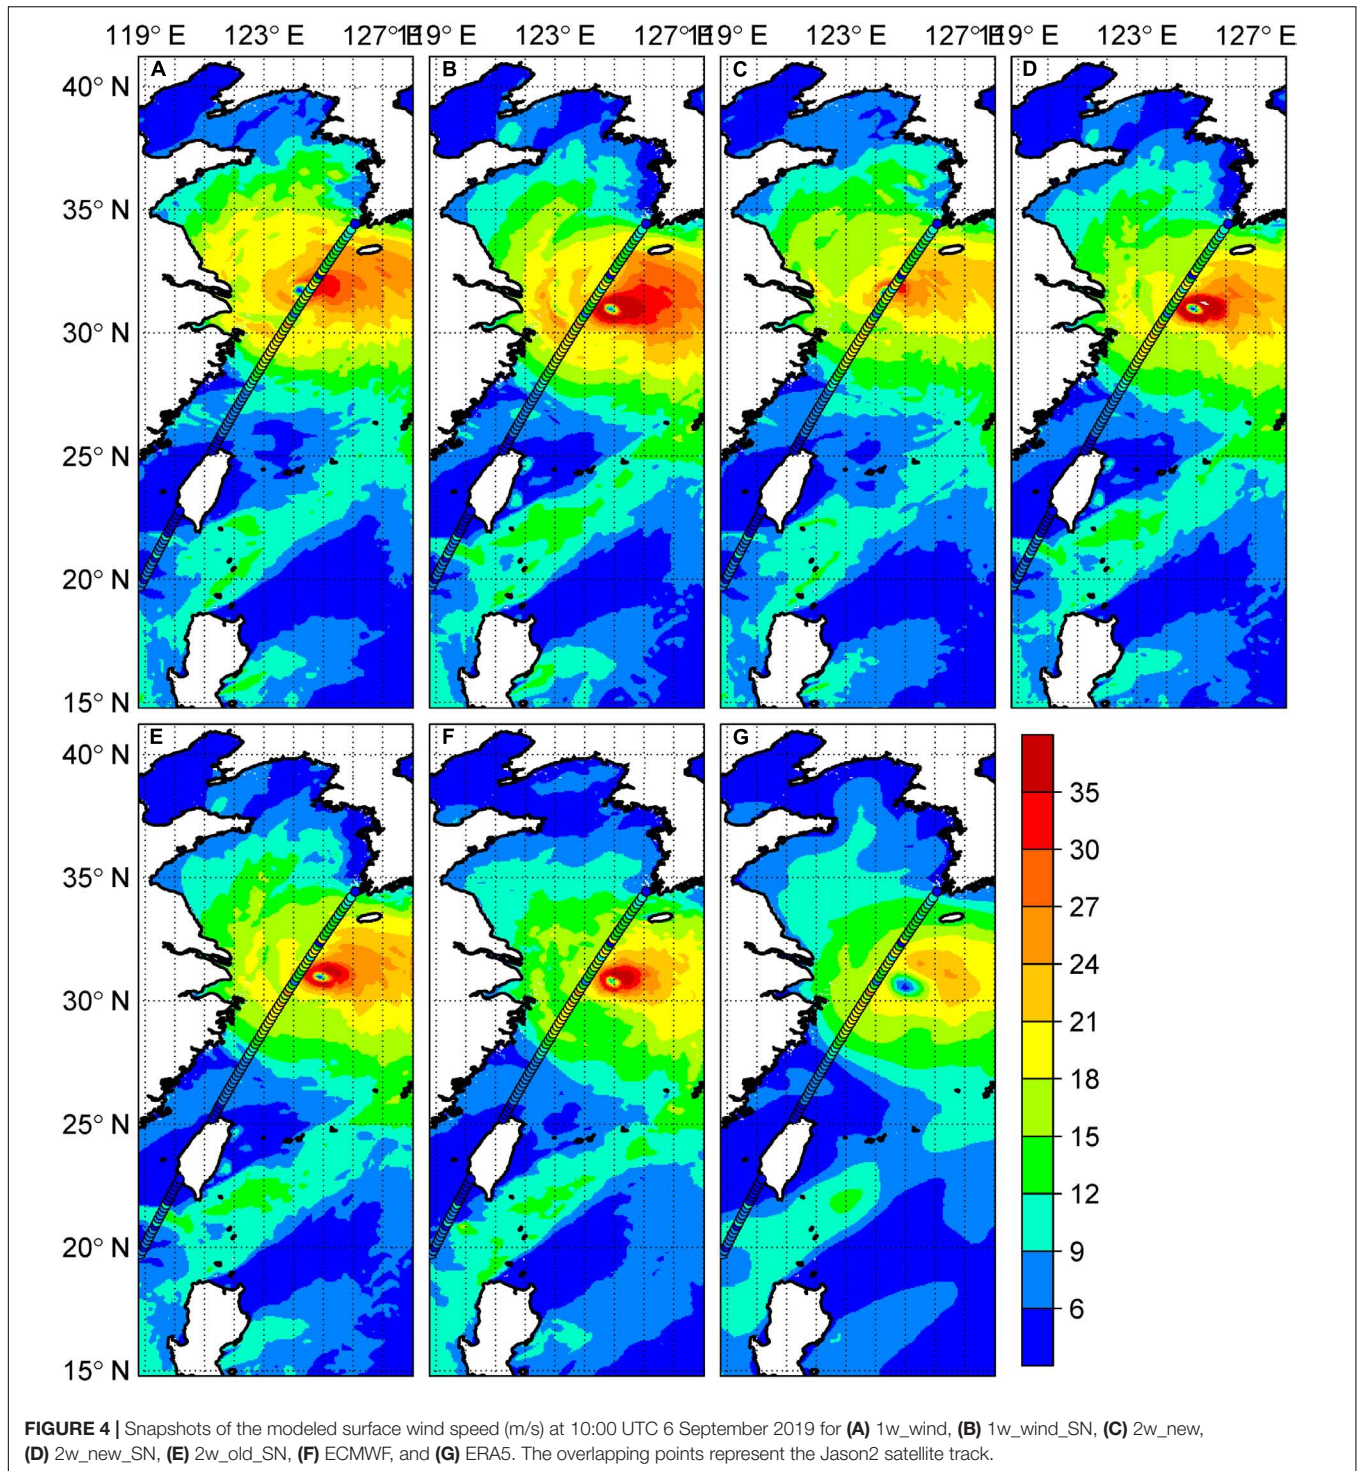 119° E 123° E 127° E 119° E 123° E 127° E 119° E 123° E 127° E 119° E 123° E 127° E
A B C D
40° N
35° N
30° N
25° N
20° N
15° N
E F G
40° N
35° N
30° N
25° N
20° N
15° N
35
30
27
24
21
18
15
12
9
6
FIGURE 4 | Snapshots of the modeled surface wind speed (m/s) at 10:00 UTC 6 September 2019 for (A) 1w_wind, (B) 1w_wind_SN, (C) 2w_new,
(D) 2w_new_SN, (E) 2w_old_SN, (F) ECMWF, and (G) ERA5. The overlapping points represent the Jason2 satellite track.